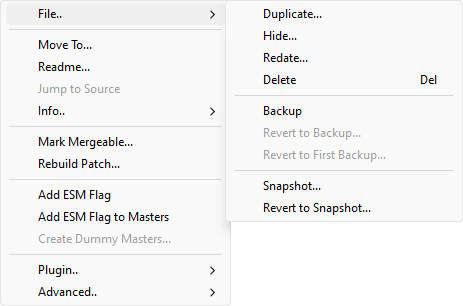 File..
Move To...
Readme...
Jump to Source
Info..
Mark Mergeable...
Rebuild Patch...
Add ESM Flag
Add ESM Flag to Masters
Create Dummy Masters...
Plugin..
Advanced..
Duplicate...
Hide...
Redate...
Delete Del
Backup
Revert to Backup...
Revert to First Backup...
Snapshot...
Revert to Snapshot...